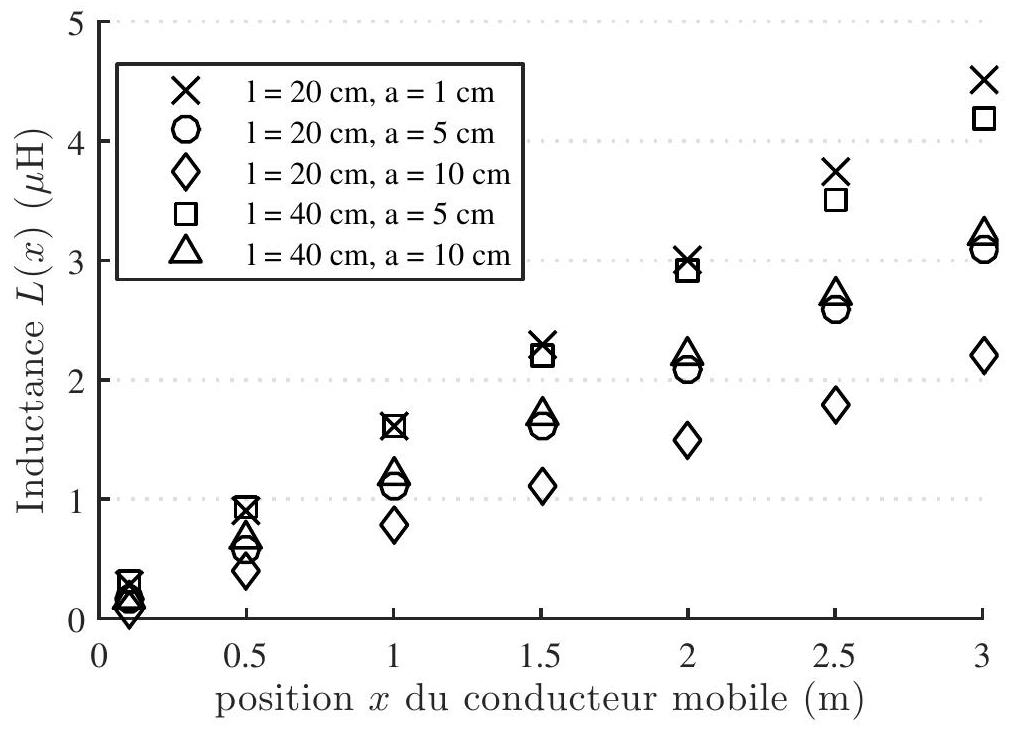 5
4
3
2
1
0
Inductance L(x) (μH)
l = 20 cm, a = 1 cm
l = 20 cm, a = 5 cm
l = 20 cm, a = 10 cm
l = 40 cm, a = 5 cm
l = 40 cm, a = 10 cm
0 0.5 1 1.5 2 2.5 3
position x du conducteur mobile (m)